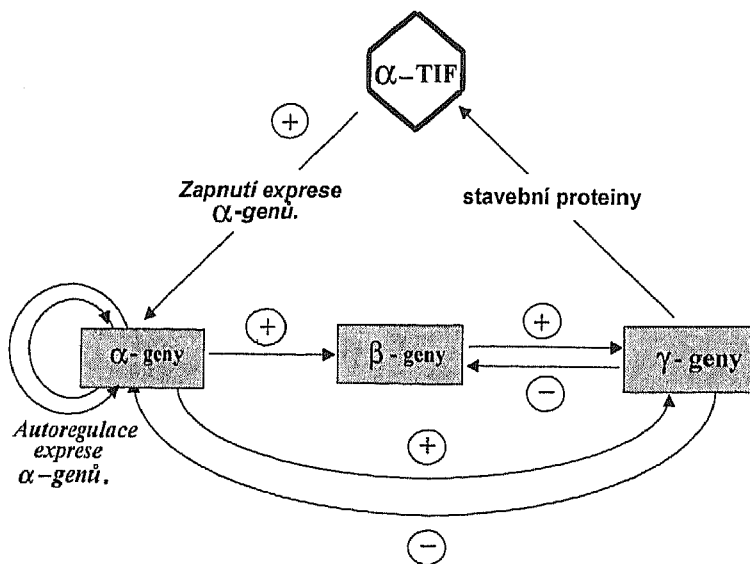 α–TIF
+
Zapnutí exprese
α-genů.
stavební proteiny
α- geny
+
β - geny
+
−
γ - geny
Autoregulace
exprese
α–genů.
+
−